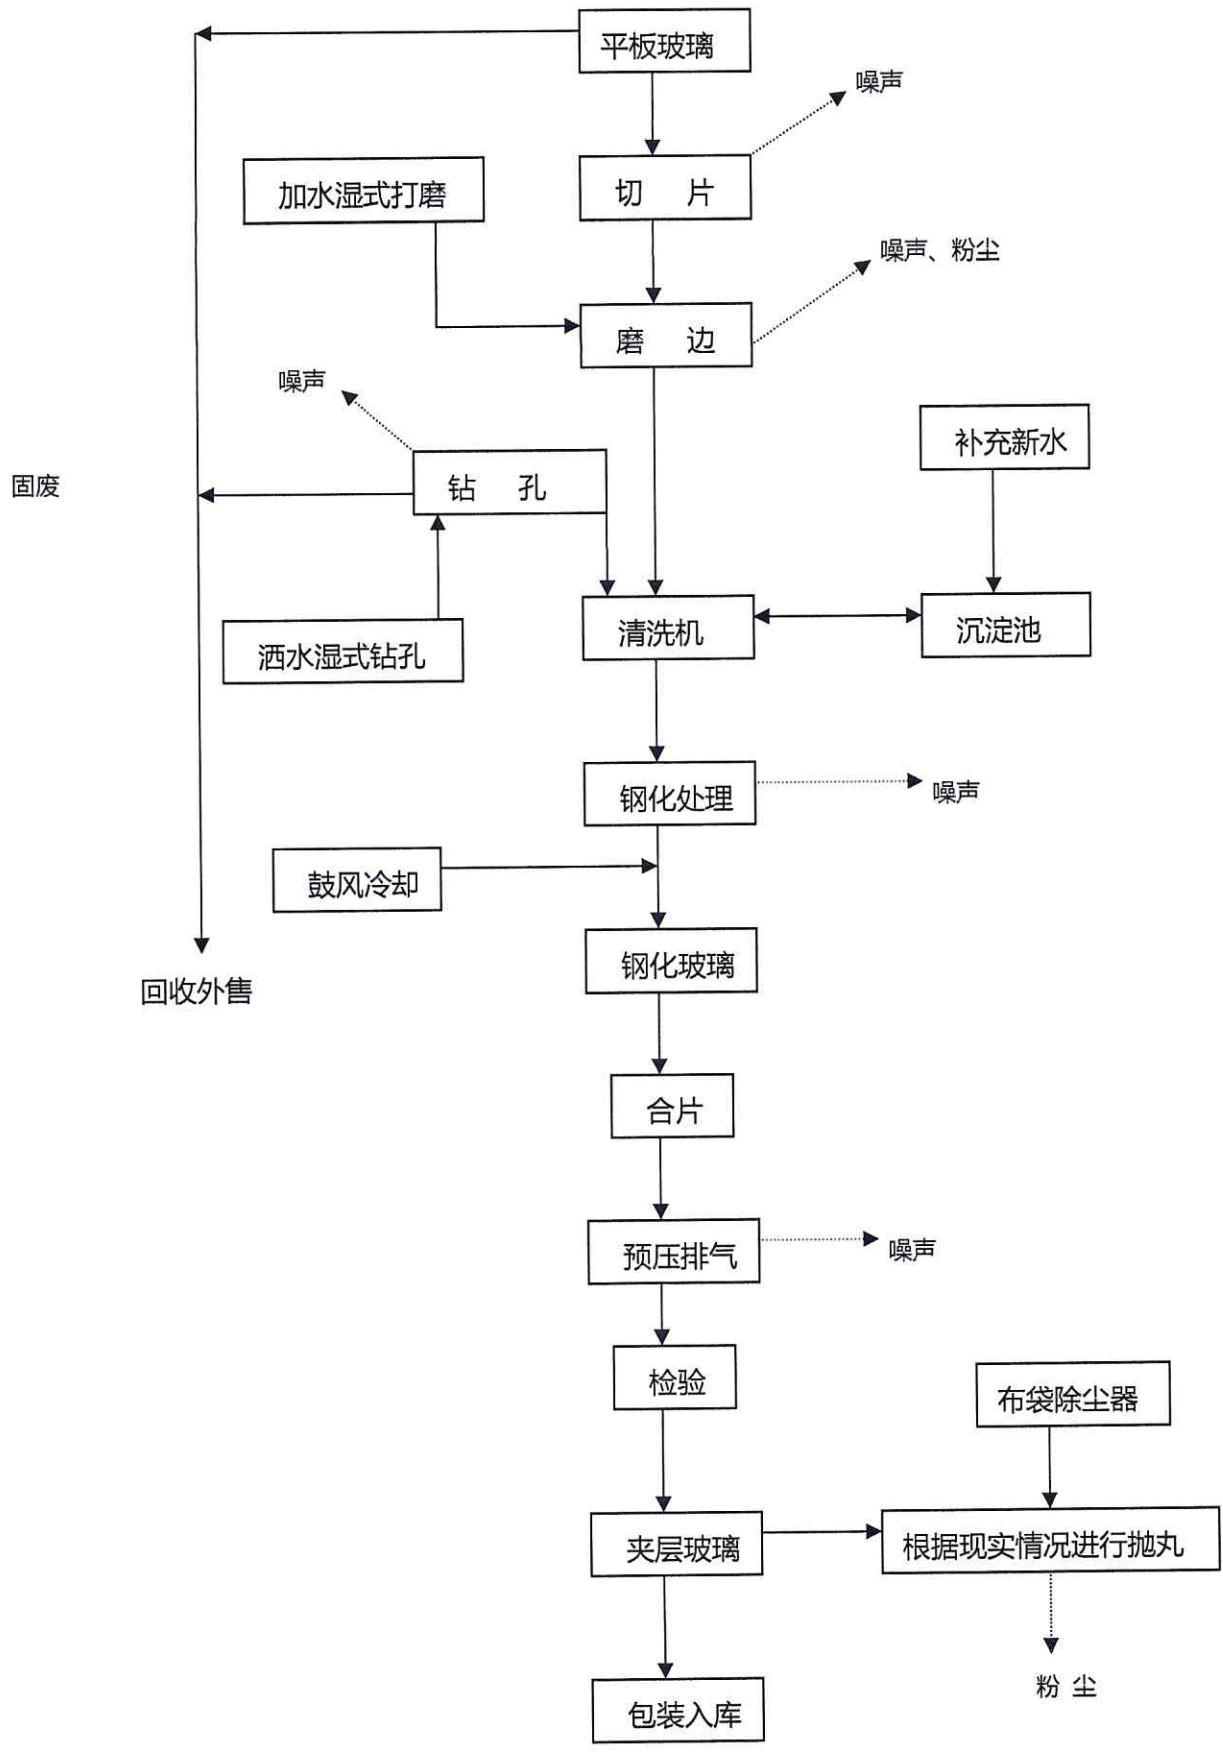 平板玻璃
噪声
切 片
加水湿式打磨
噪声、粉尘
磨 边
噪声
补充新水
钻 孔
固废
清洗机
沉淀池
洒水湿式钻孔
钢化处理
噪声
鼓风冷却
钢化玻璃
回收外售
合片
预压排气
噪声
检验
布袋除尘器
夹层玻璃
根据现实情况进行抛丸
粉 尘
包装入库